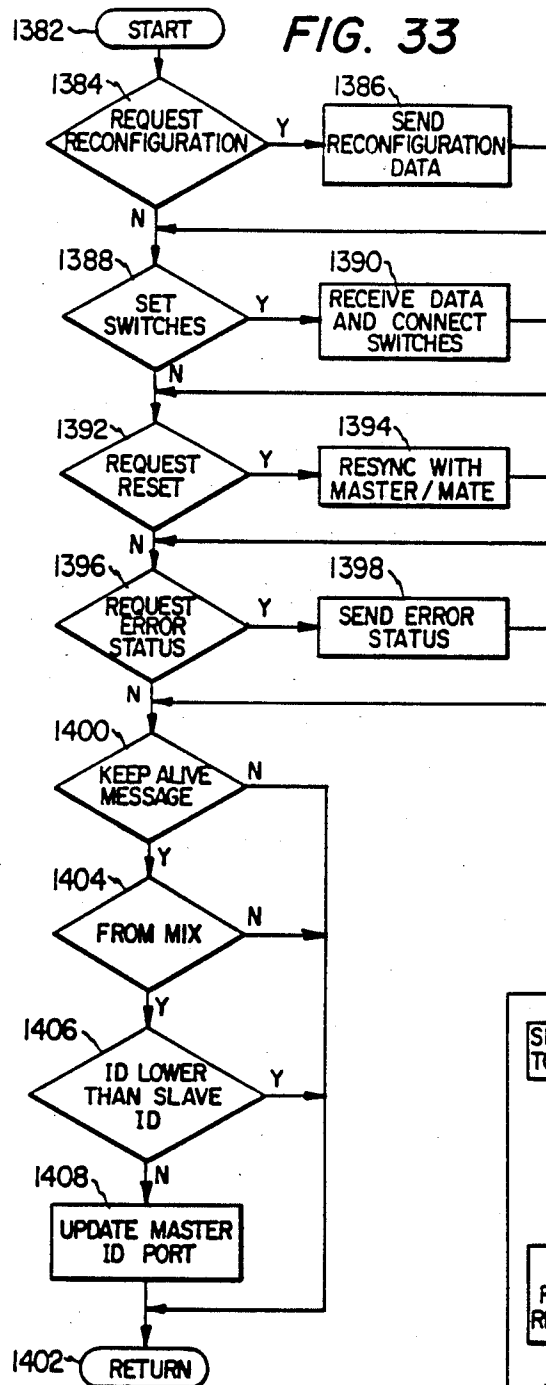 FIG. 33
1382
START
1384
REQUEST
RECONFIGURATION
Y
N
1386
SEND
RECONFIGURATION
DATA
1388
SET
SWITCHES
Y
N
1390
RECEIVE DATA
AND CONNECT
SWITCHES
1392
REQUEST
RESET
Y
N
1394
RESYNC WITH
MASTER/MATE
1396
REQUEST
ERROR
STATUS
Y
N
1398
SEND ERROR
STATUS
1400
KEEP ALIVE
MESSAGE
N
Y
1404
FROM MIX
N
Y
1406
ID LOWER
THAN SLAVE
ID
Y
N
1408
UPDATE MASTER
ID PORT
1402
RETURN